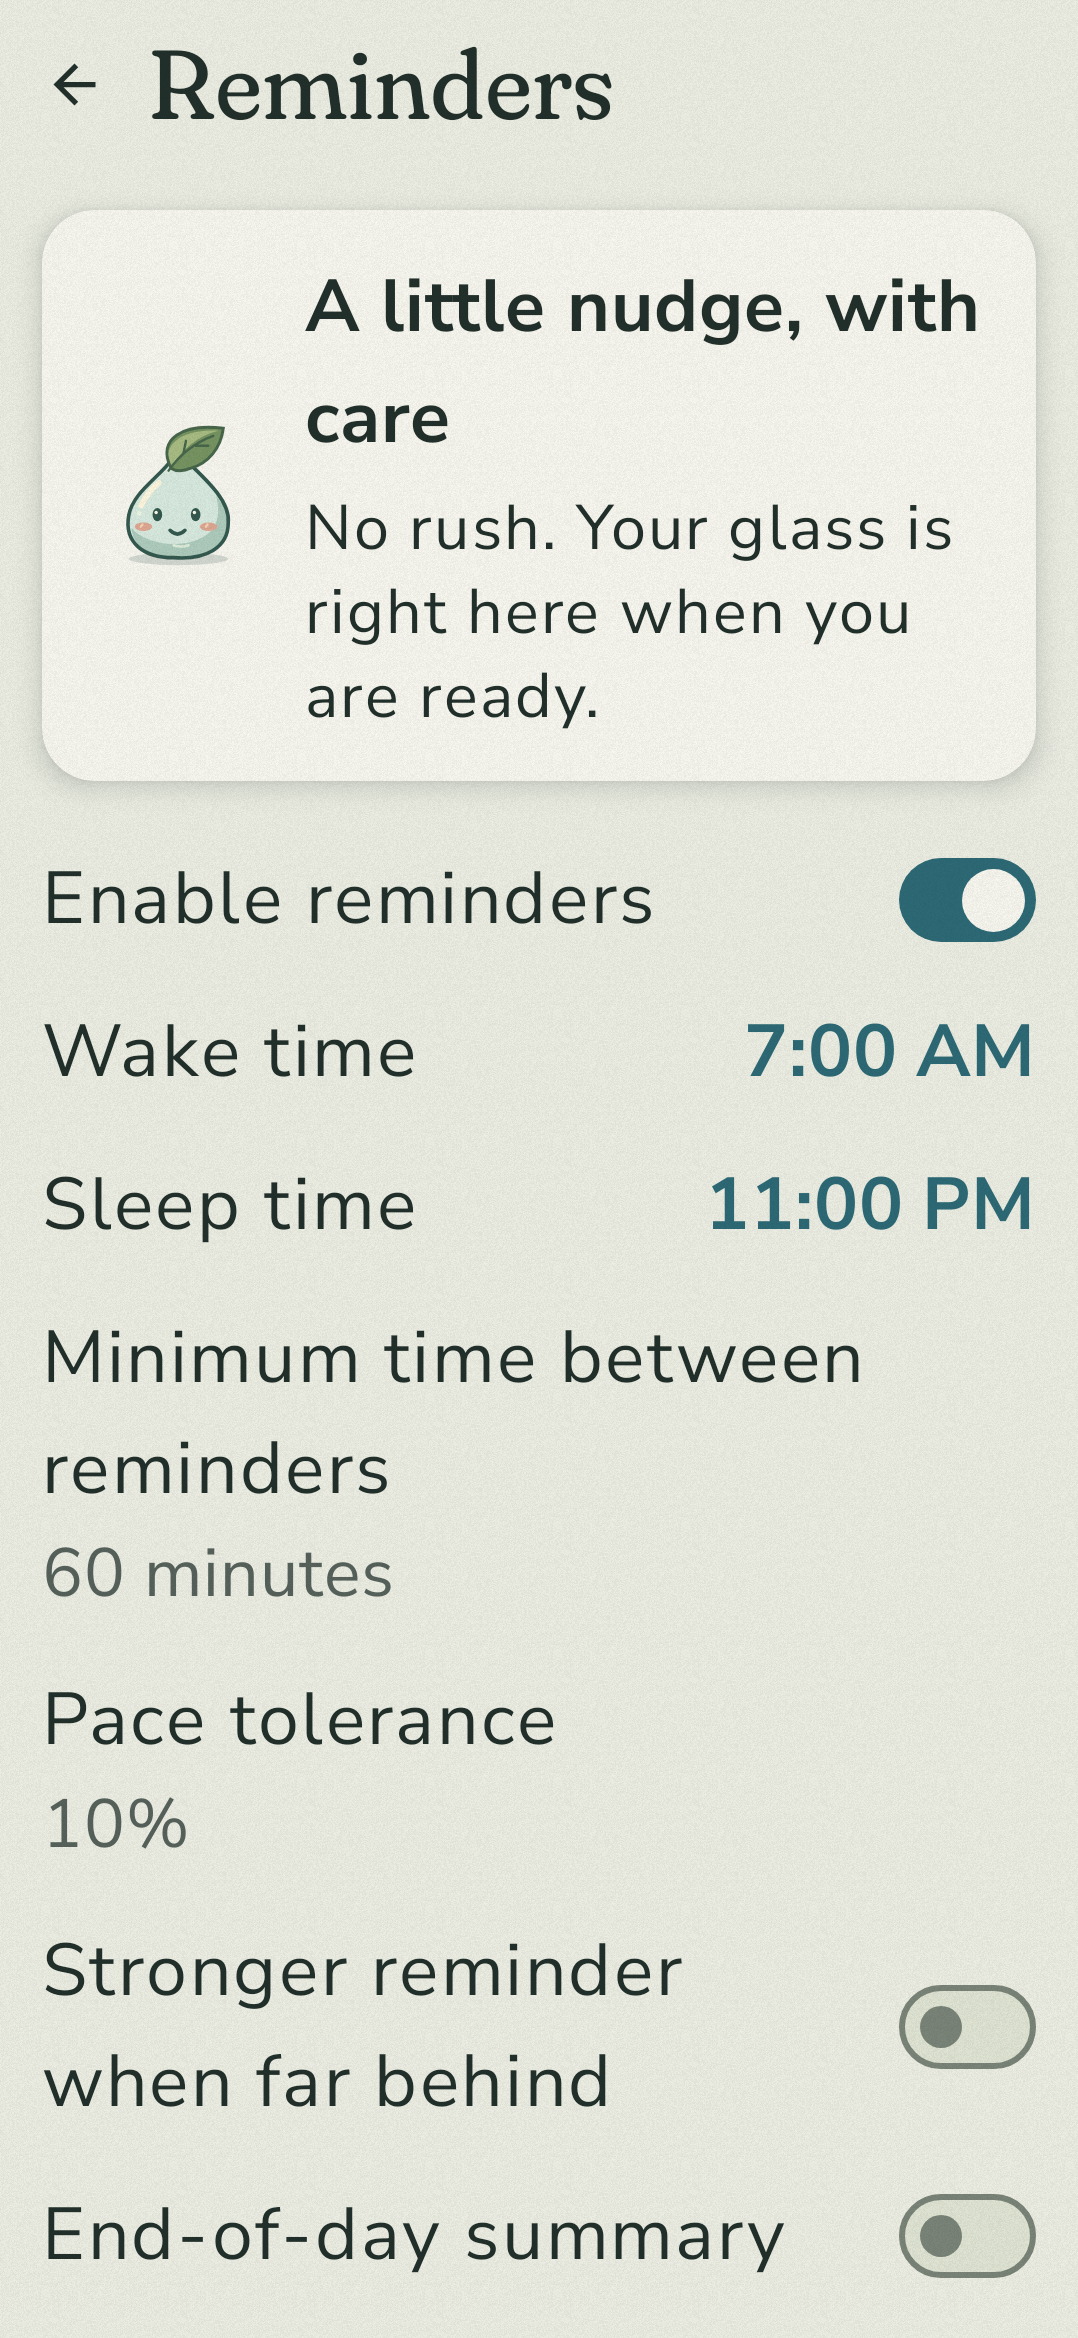 Reminders
A little nudge, with
care
No rush. Your glass is
right here when you
are ready.
Enable reminders
Wake time 7:00 AM
Sleep time 11:00 PM
Minimum time between
reminders
60 minutes
Pace tolerance
10%
Stronger reminder
when far behind
End-of-day summary